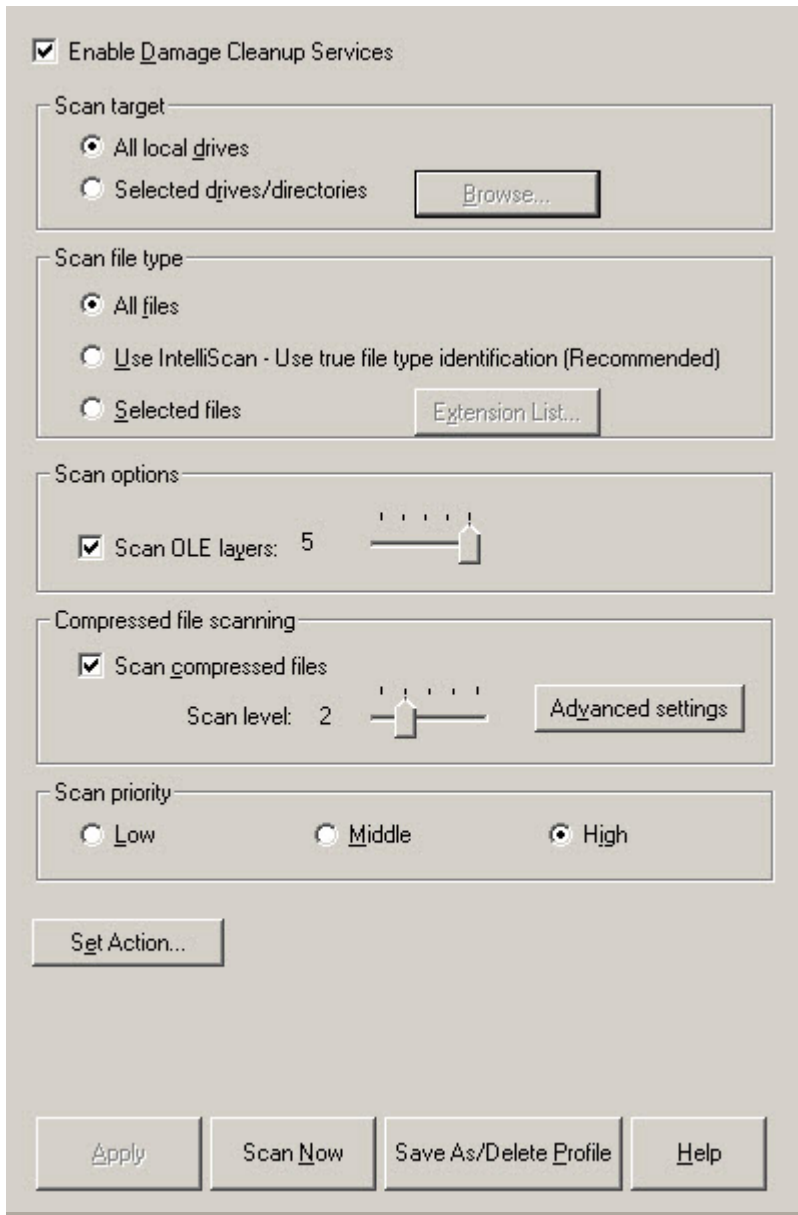 Enable Damage Cleanup Services
Scan target
All local drives
Selected drives/directories Browse...
Scan file type
All files
Use IntelliScan - Use true file type identification (Recommended)
Selected files Extension List...
Scan options
Scan OLE layers: 5
Compressed file scanning
Scan compressed files
Scan level: 2 Advanced settings
Scan priority
Low Middle High
Set Action...
Apply Scan Now Save As/Delete Profile Help